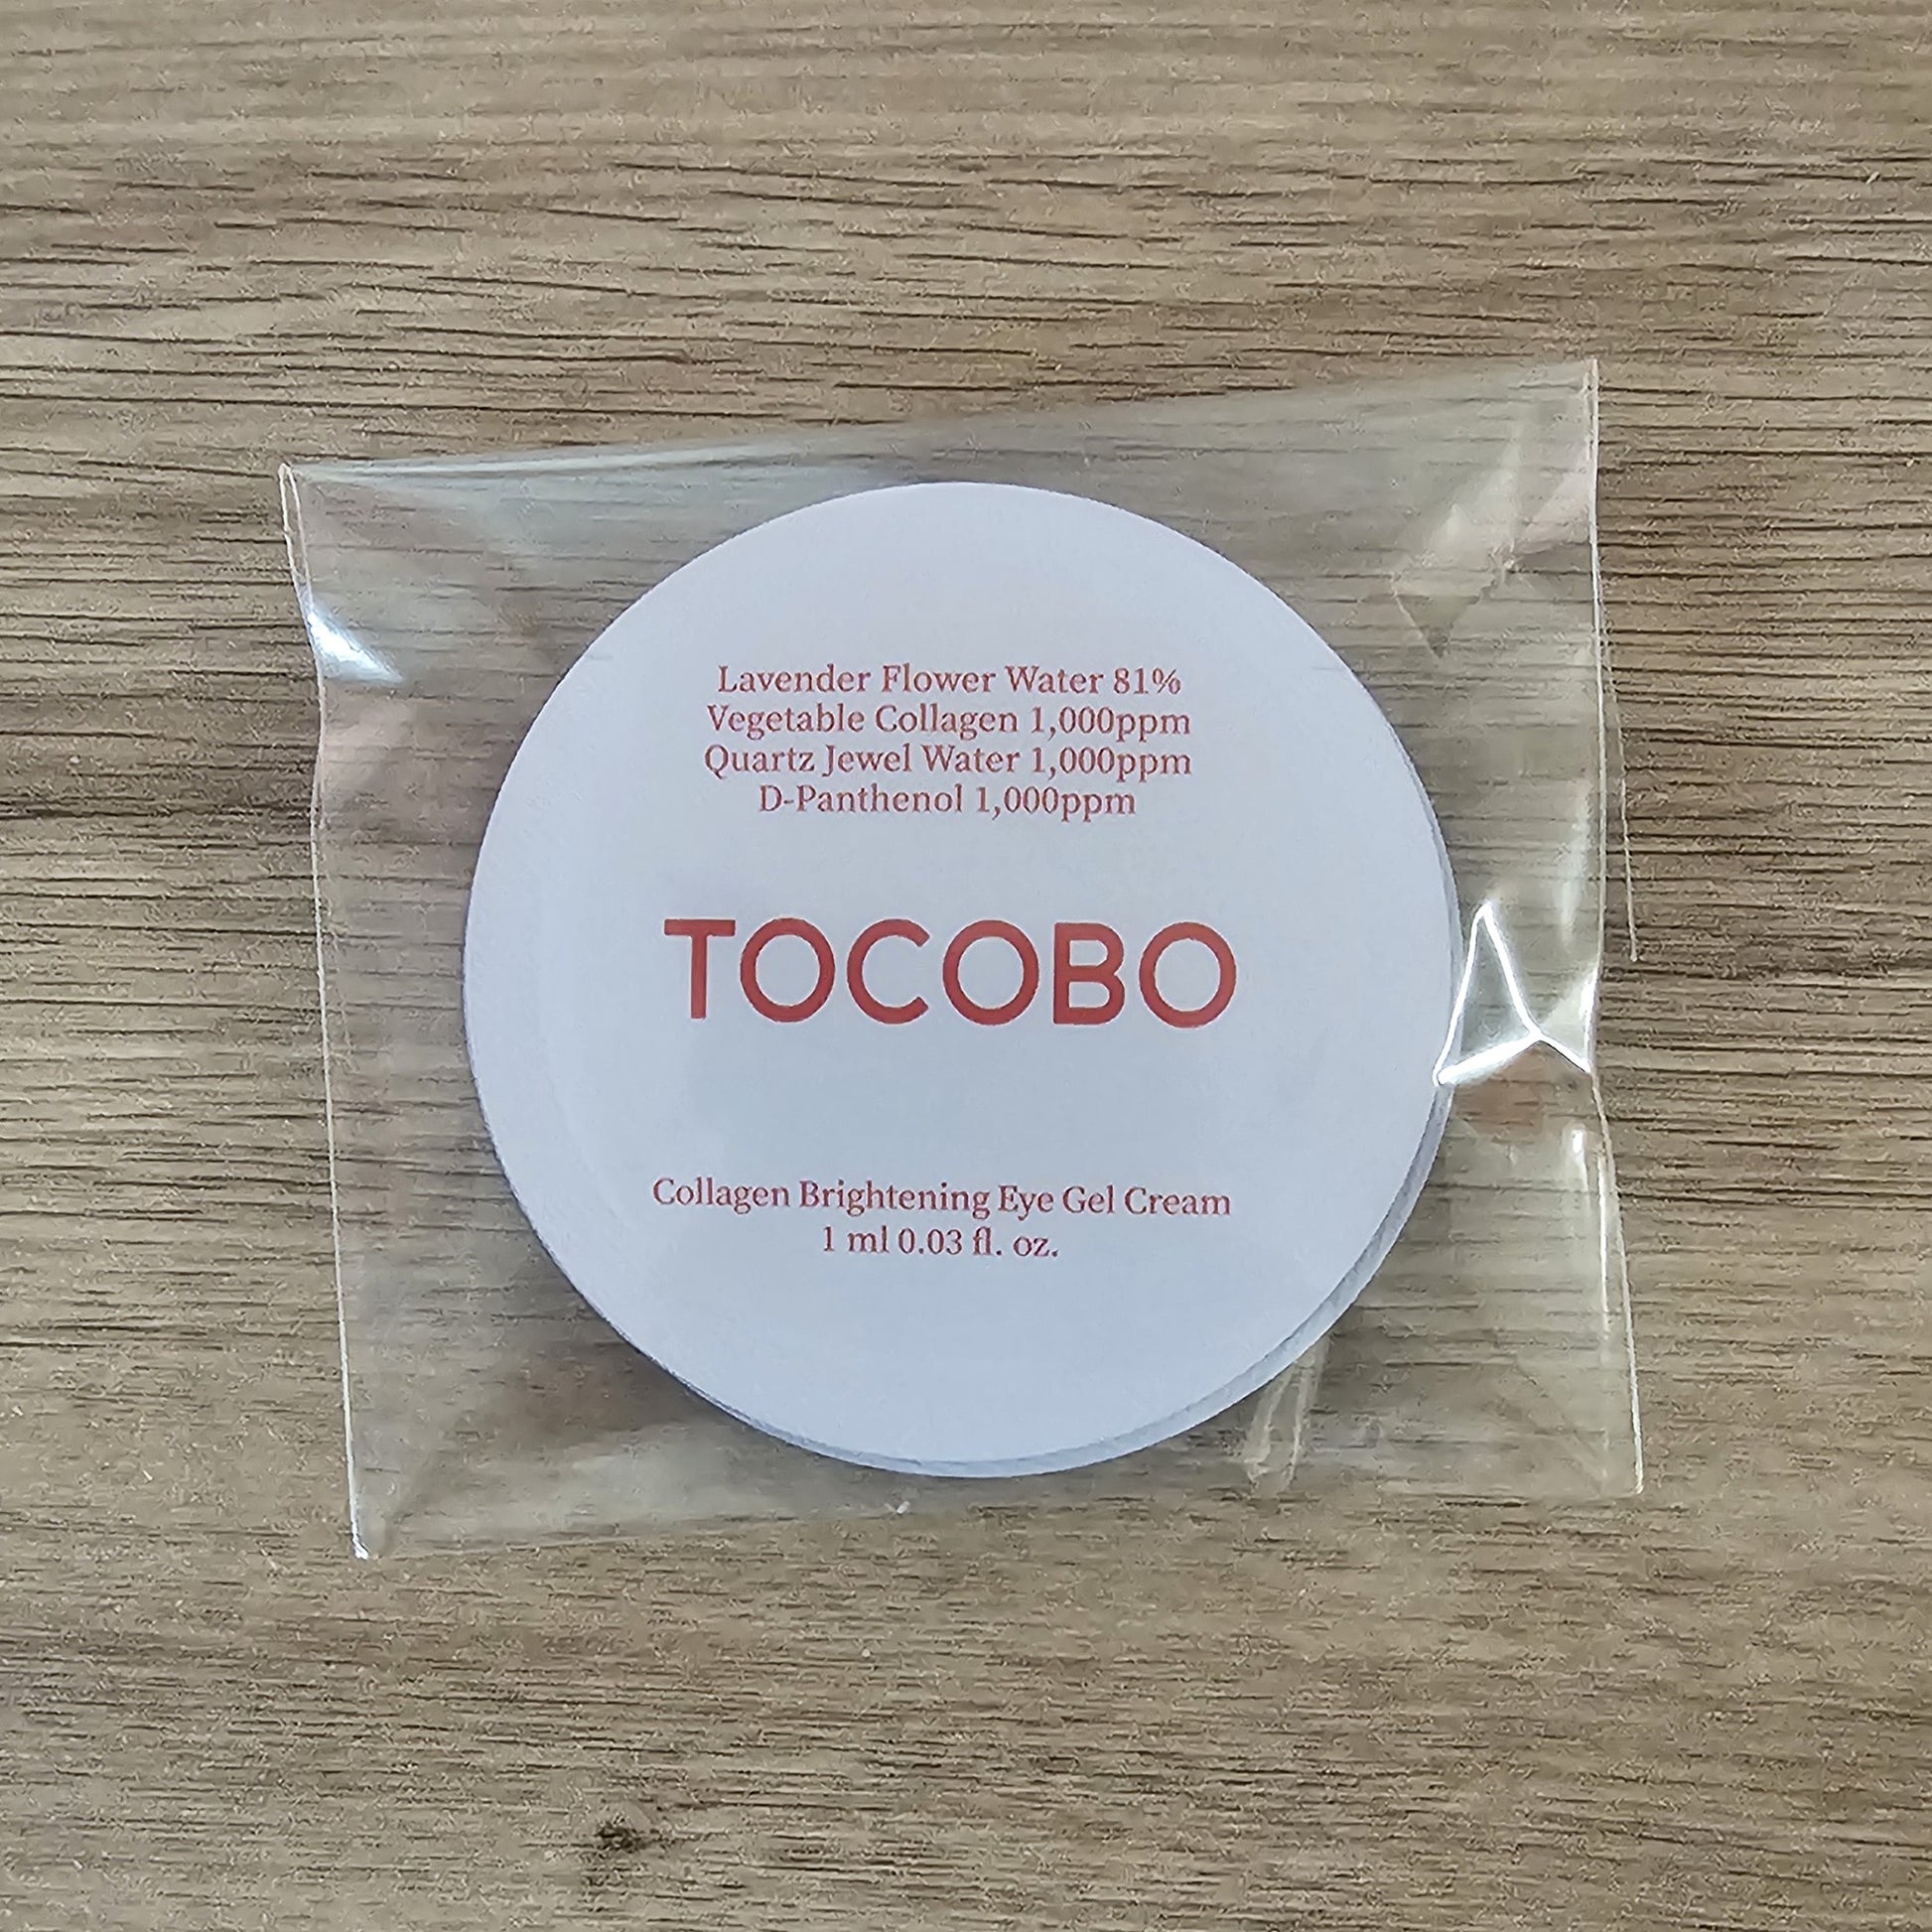 Lavender Flower Water 81%
Vegetable Collagen 1,000ppm
Quartz Jewel Water 1,000ppm
D-Panthenol 1,000ppm
TOCOBO
Collagen Brightening Eye Gel Cream
1 ml 0.03 fl. oz.